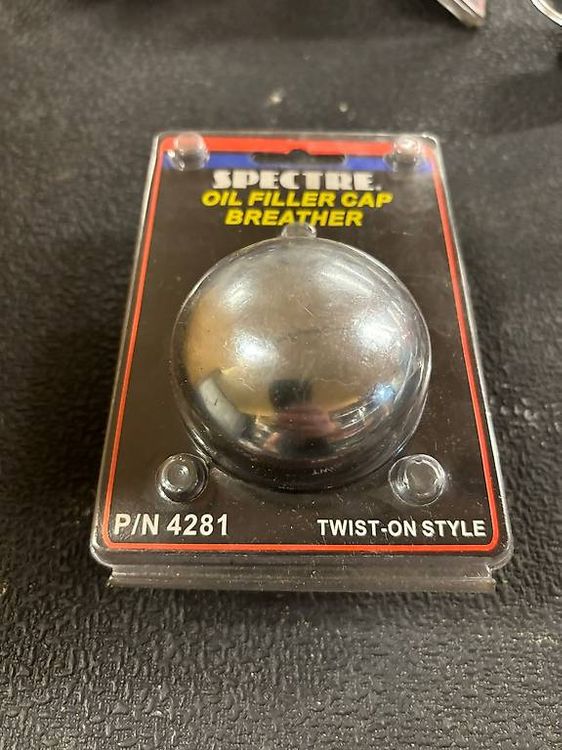 SPECTRE®
OIL FILLER CAP
BREATHER
P/N 4281
TWIST-ON STYLE